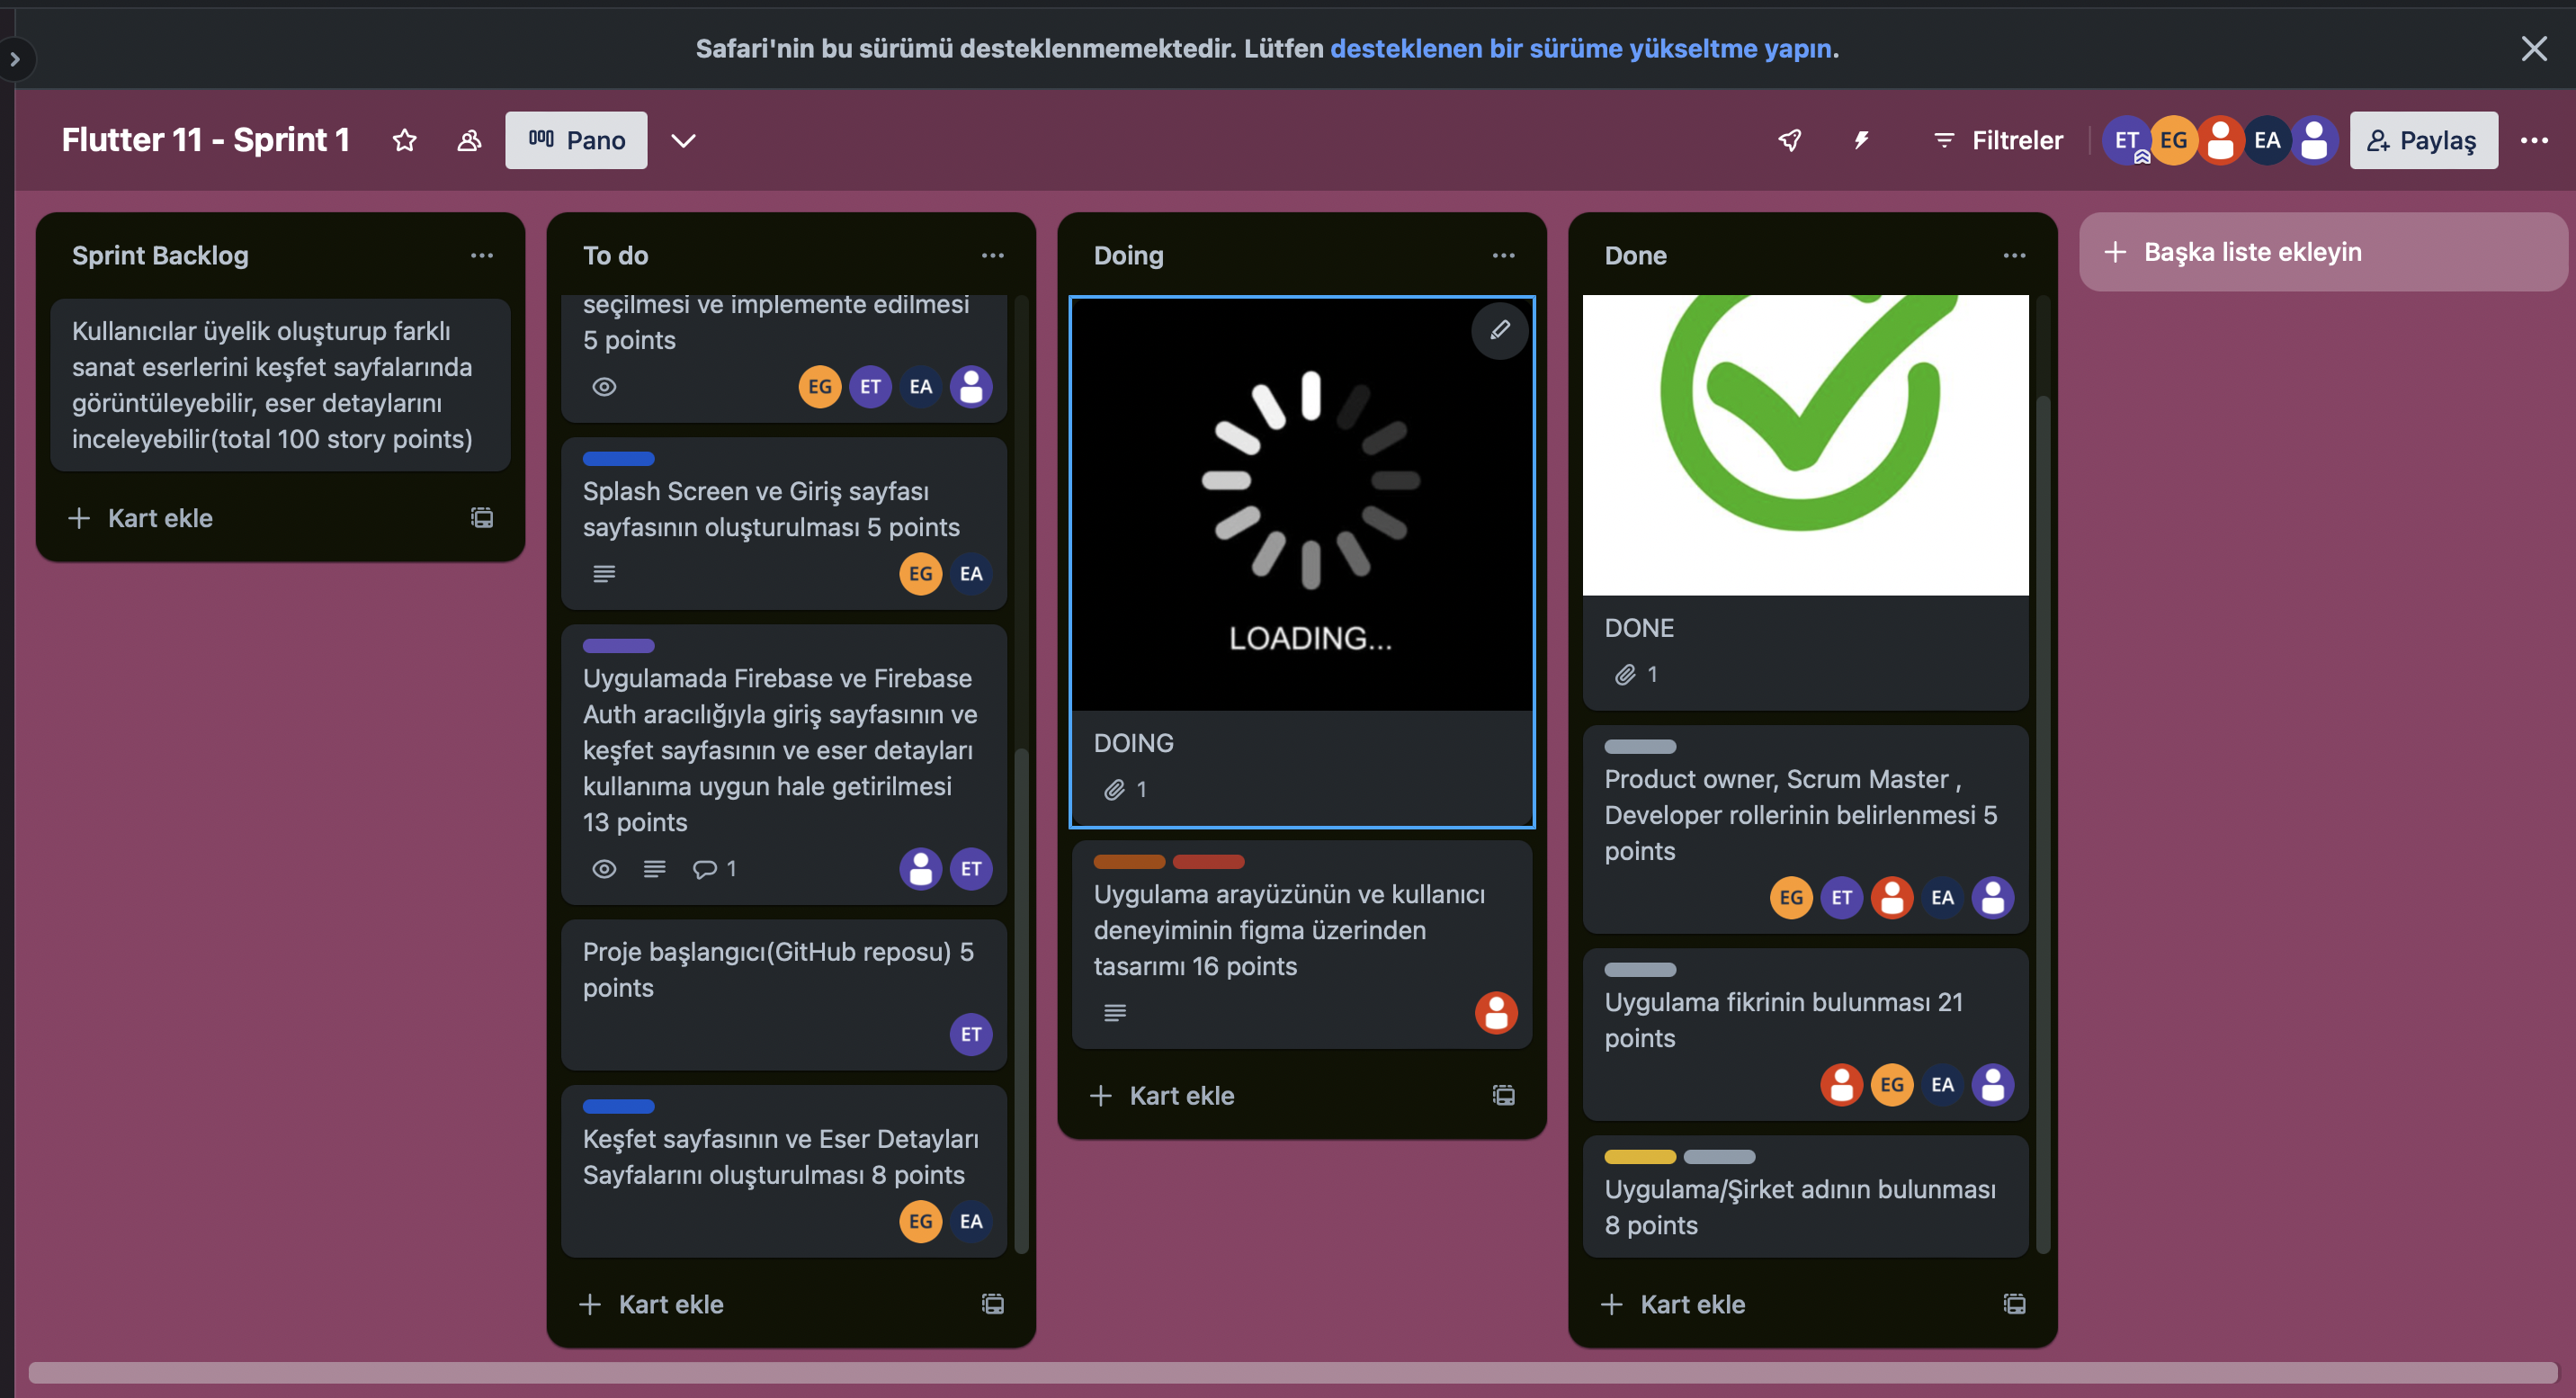 Safari'nin bu sürümü desteklenmemektedir. Lütfen desteklenen bir sürüme yükseltme yapın.
Flutter 11 - Sprint 1
Pano
Filtreler
ET
EG
EA
Paylaş
Sprint Backlog
Kullanıcılar üyelik oluşturup farklı
sanat eserlerini keşfet sayfalarında
görüntüleyebilir, eser detaylarını
inceleyebilir(total 100 story points)
Kart ekle
To do
seçilmesi ve implemente edilmesi
5 points
EG ET EA
Splash Screen ve Giriş sayfası
sayfasının oluşturulması 5 points
EG EA
Uygulamada Firebase ve Firebase
Auth aracılığıyla giriş sayfasının ve
keşfet sayfasının ve eser detayları
kullanıma uygun hale getirilmesi
13 points
1
ET
Proje başlangıcı(GitHub reposu) 5
points
ET
Keşfet sayfasının ve Eser Detayları
Sayfalarını oluşturulması 8 points
EG EA
Kart ekle
Doing
LOADING...
DOING
1
Uygulama arayüzünün ve kullanıcı
deneyiminin figma üzerinden
tasarımı 16 points
Kart ekle
Done
DONE
1
Product owner, Scrum Master ,
Developer rollerinin belirlenmesi 5
points
EG ET EA
Uygulama fikrinin bulunması 21
points
EG EA
Uygulama/Şirket adının bulunması
8 points
Kart ekle
Başka liste ekleyin